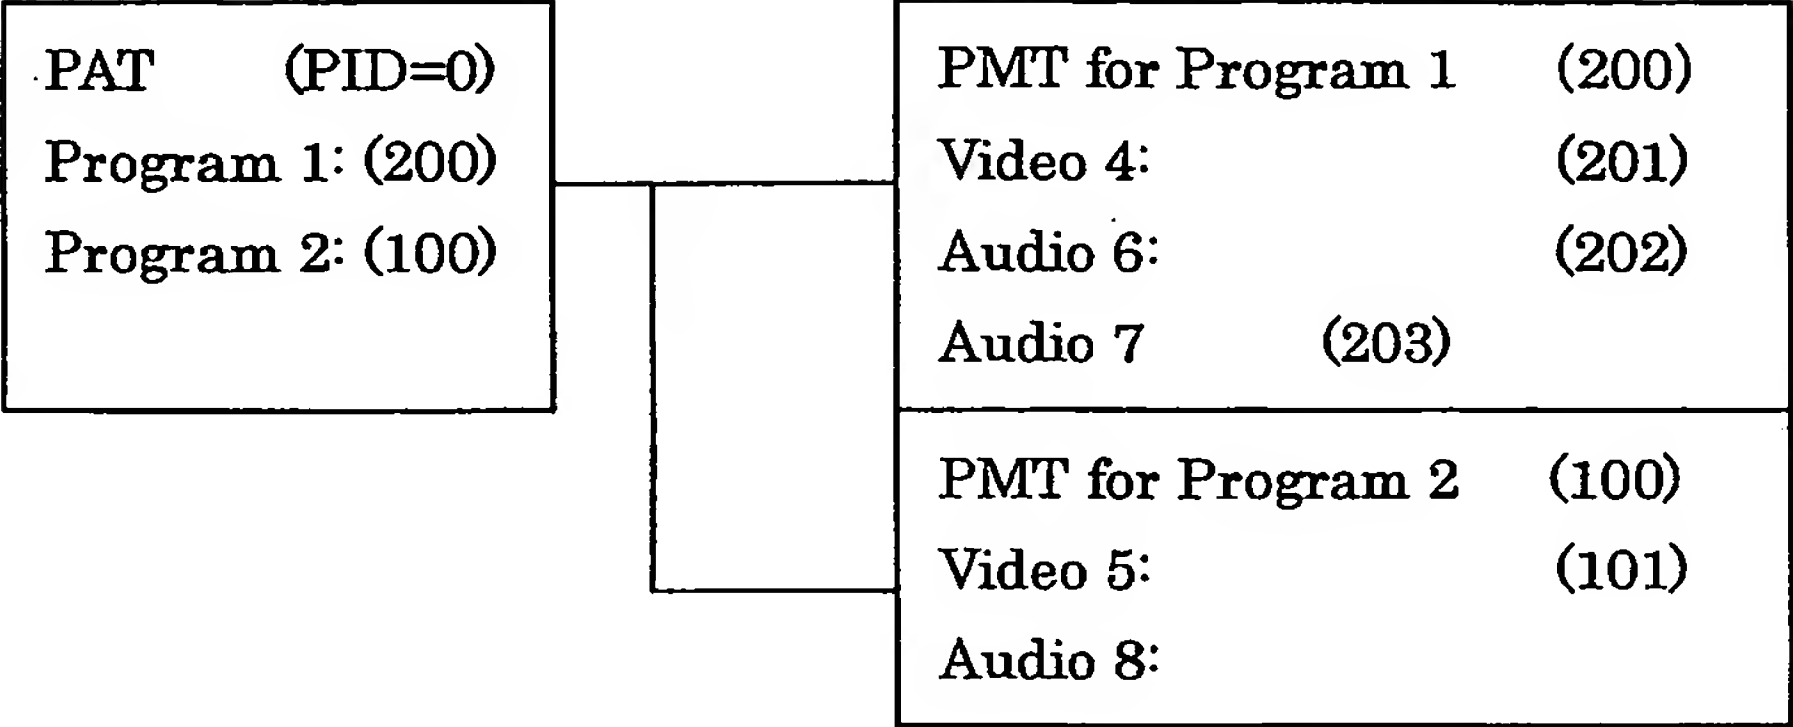 PAT (PID=0)
Program 1: (200)
Program 2: (100)
PMT for Program 1 (200)
Video 4: (201)
Audio 6: (202)
Audio 7 (203)
PMT for Program 2 (100)
Video 5: (101)
Audio 8: